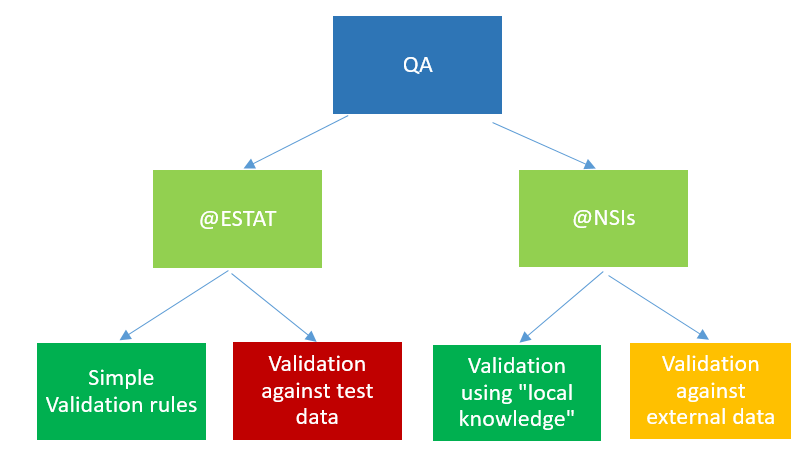 QA
@ESTAT
@NSIs
Simple
Validation rules
Validation
against test
data
Validation
using "local
knowledge"
Validation
against
external data